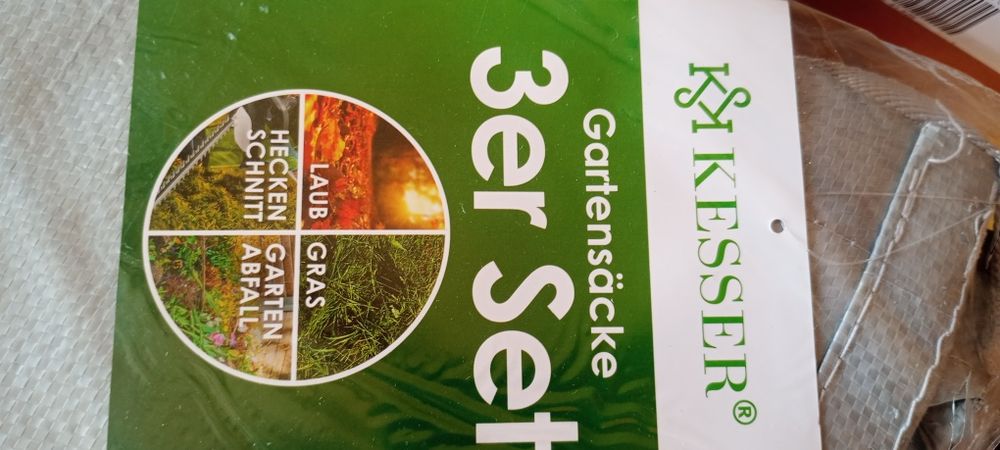 KESSER®
Gartensäcke
3er Set
LAUB
GRAS
HECKEN
SCHNITT
GARTEN
ABFALL